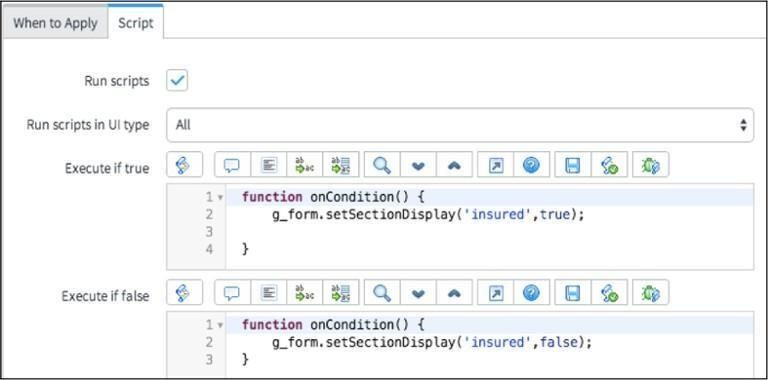 When to Apply Script
Run scripts
Run scripts in UI type All
Execute if true
1 function onCondition() {
2 g_form.setSectionDisplay('insured',true);
3
4 }
Execute if false
1 function onCondition() {
2 g_form.setSectionDisplay('insured',false);
3 }